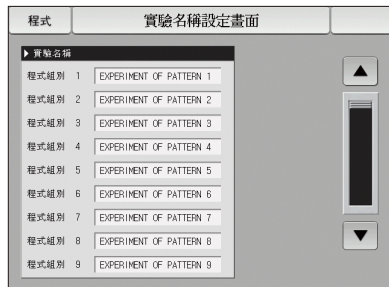 程式 實驗名稱設定畫面
▶ 實驗名稱
程式組別 1 EXPERIMENT OF PATTERN 1
程式組別 2 EXPERIMENT OF PATTERN 2
程式組別 3 EXPERIMENT OF PATTERN 3
程式組別 4 EXPERIMENT OF PATTERN 4
程式組別 5 EXPERIMENT OF PATTERN 5
程式組別 6 EXPERIMENT OF PATTERN 6
程式組別 7 EXPERIMENT OF PATTERN 7
程式組別 8 EXPERIMENT OF PATTERN 8
程式組別 9 EXPERIMENT OF PATTERN 9